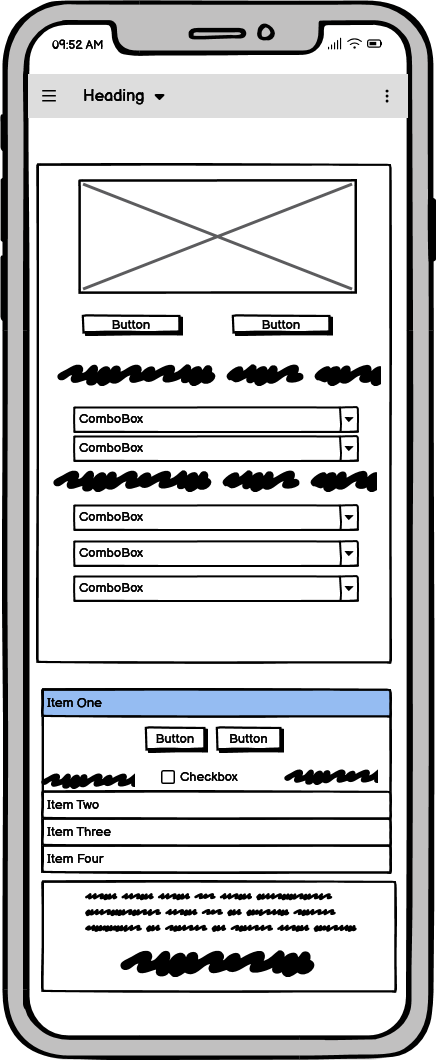 09:52 AM
Heading
Button Button
ComboBox
ComboBox
ComboBox
ComboBox
ComboBox
Item One
Button Button
Checkbox
Item Two
Item Three
Item Four